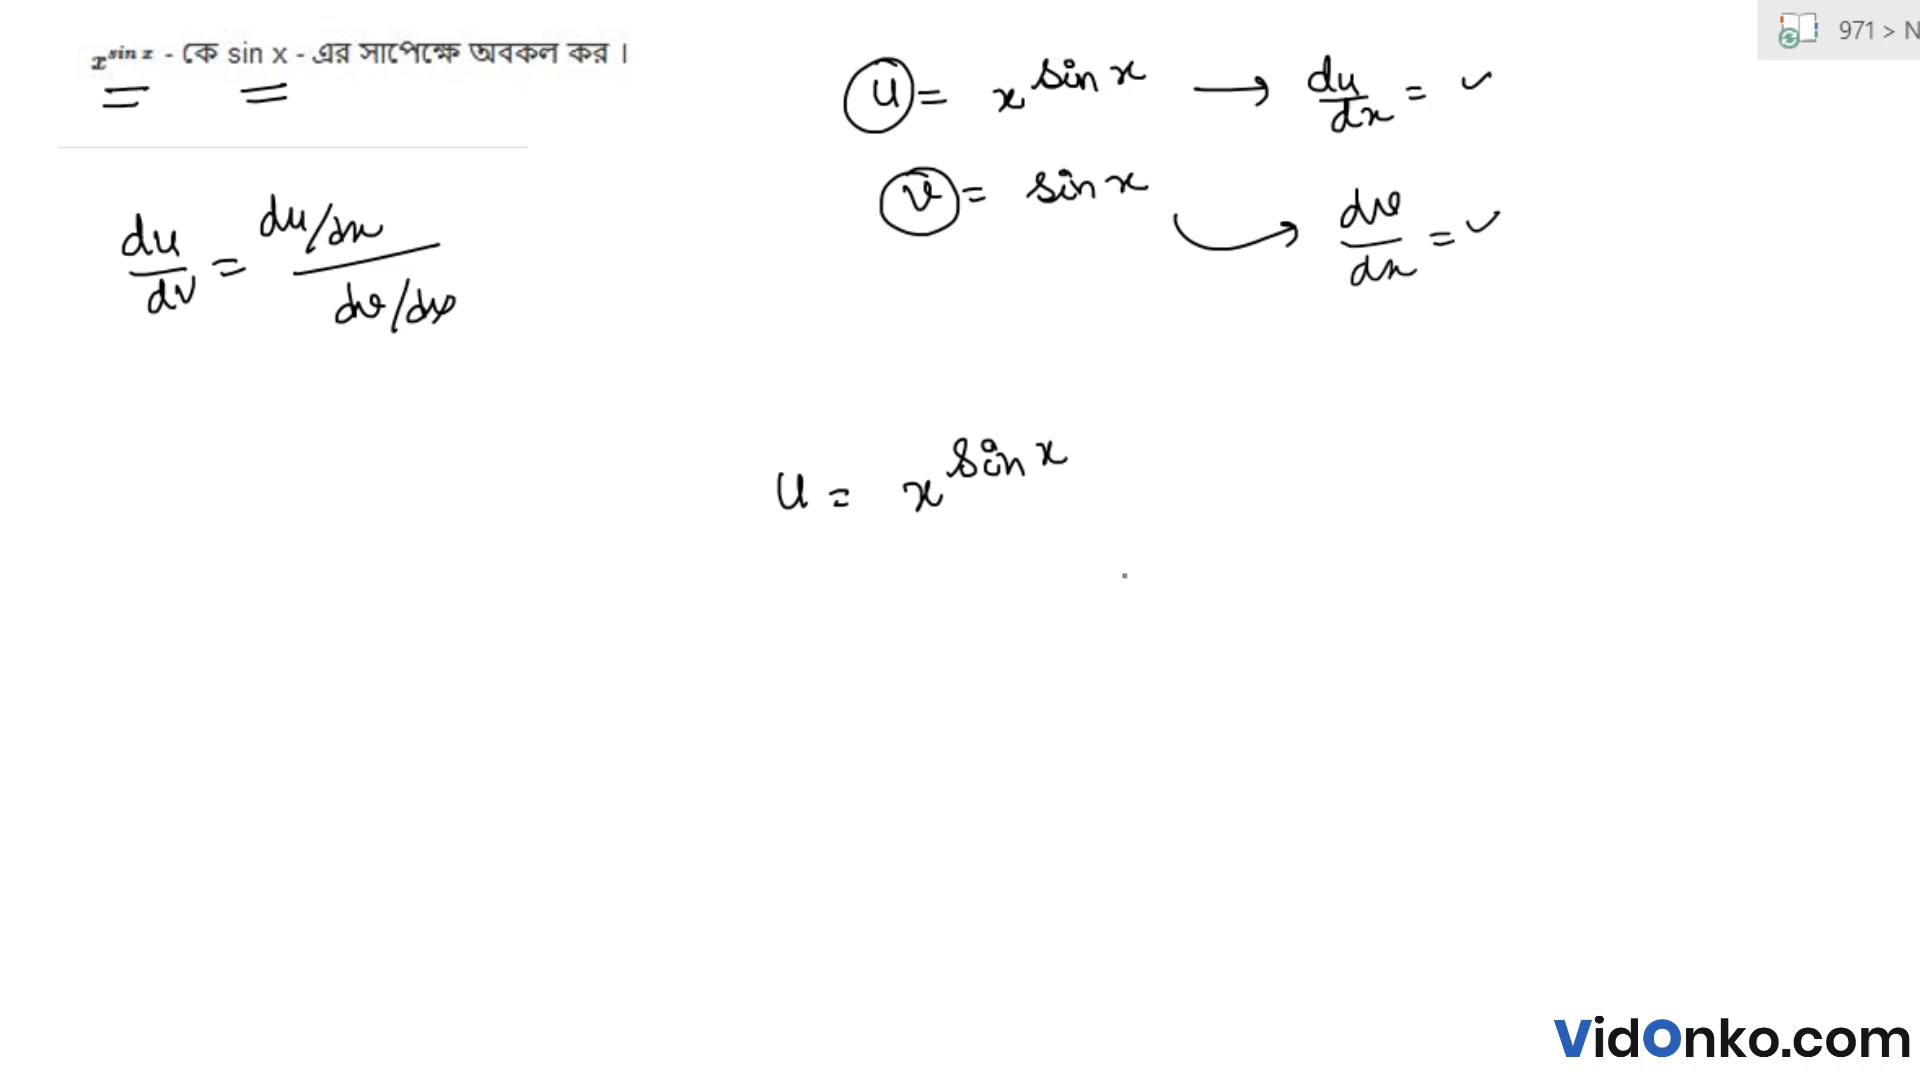 x^{sin x} - কে sin x - এর সাপেক্ষে অবকল কর ।
971 > N
u = x^{sin x} → du/dx = ✓
v = sin x → dv/dx = ✓
du/dv = (du/dx)/(dv/dx)
u = x^{sin x}
VidOnko.com